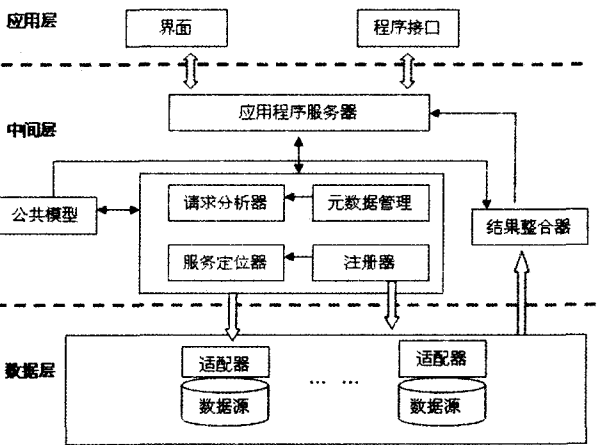 应用层
界面
程序接口
应用程序服务器
中间层
请求分析器
元数据管理
公共模型
结果整合器
服务定位器
注册器
数据层
适配器
适配器
… …
数据源
数据源